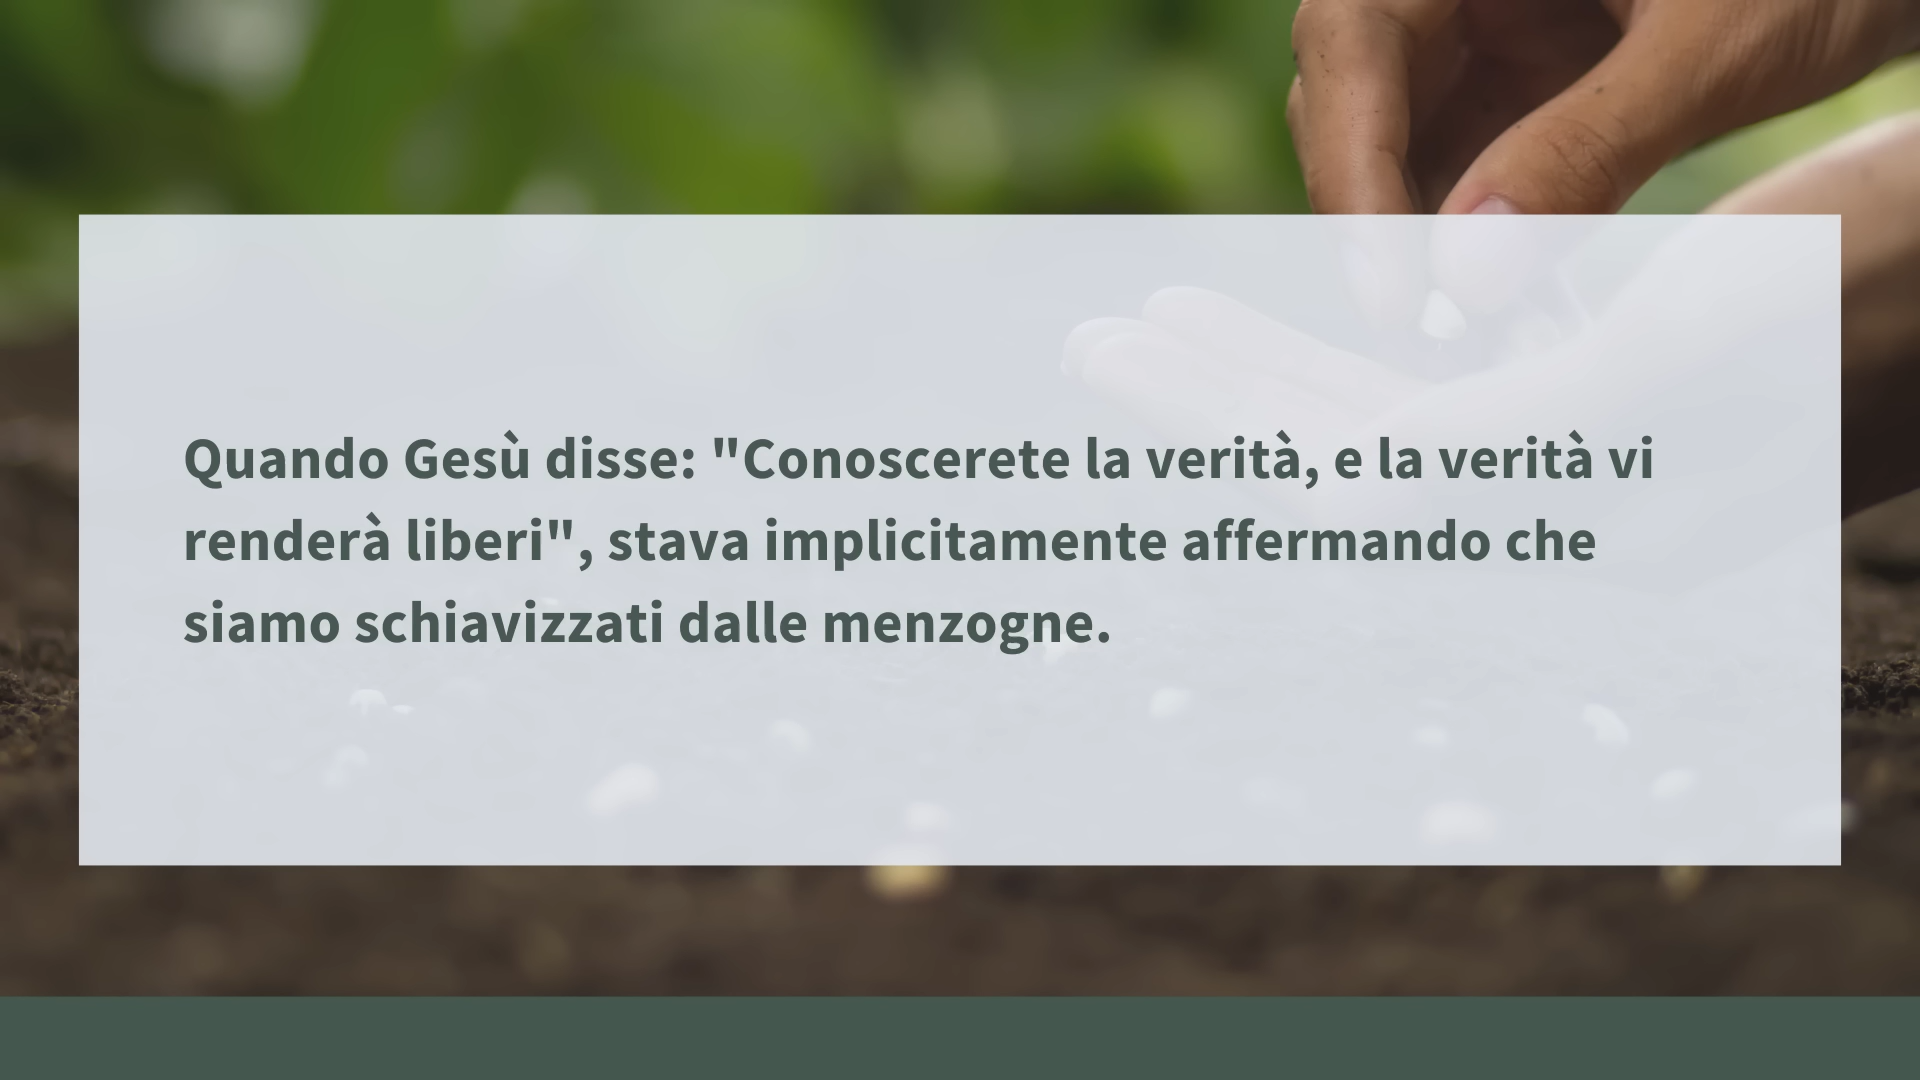 Quando Gesù disse: "Conoscerete la verità, e la verità vi
renderà liberi", stava implicitamente affermando che
siamo schiavizzati dalle menzogne.